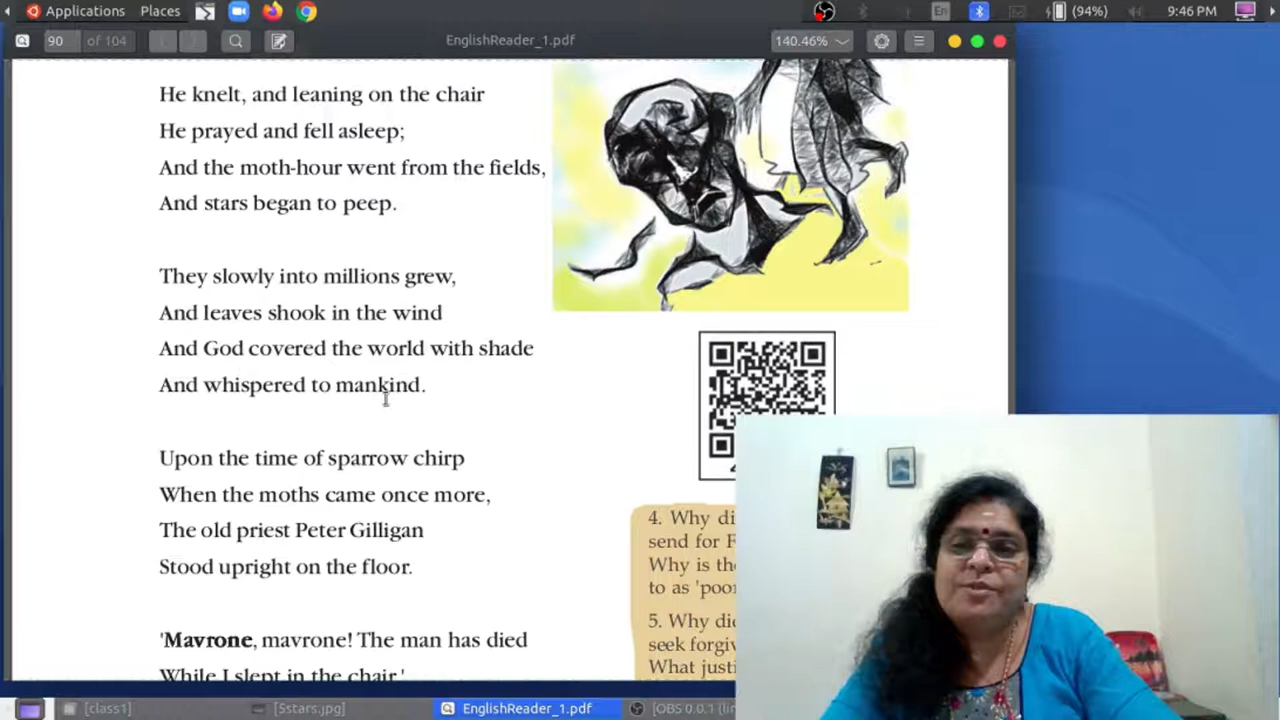 Applications Places En (94%) 9:46 PM
90 of 104 EnglishReader_1.pdf 140.46%
He knelt, and leaning on the chair
He prayed and fell asleep;
And the moth-hour went from the fields,
And stars began to peep.
They slowly into millions grew,
And leaves shook in the wind
And God covered the world with shade
And whispered to mankind.
Upon the time of sparrow chirp
When the moths came once more,
The old priest Peter Gilligan
Stood upright on the floor.
'Mavrone, mavrone! The man has died
While I slept in the chair.'
4. Why di
send for F
Why is the
to as 'poor
5. Why did
seek forgiv
What justi
[class1] [5stars.jpg] EnglishReader_1.pdf [OBS 0.0.1 (lin